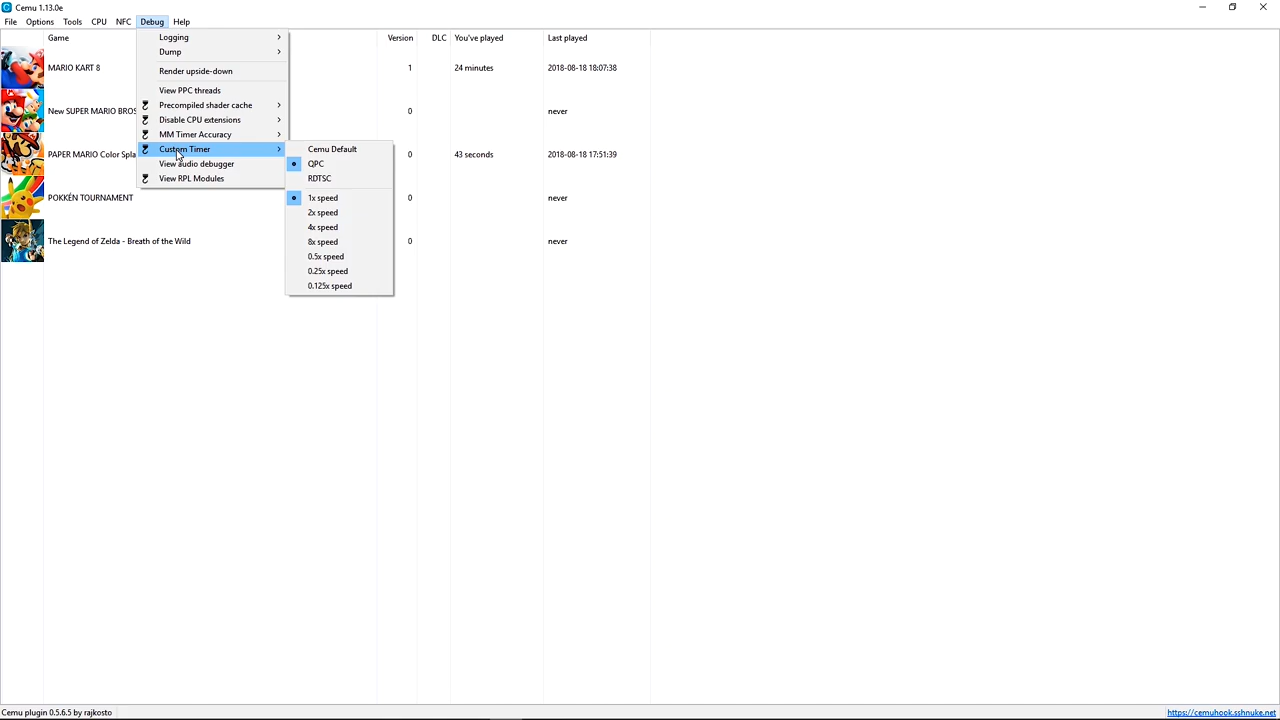 Cemu 1.13.0e
File Options Tools CPU NFC Debug Help
Game Version DLC You've played Last played
MARIO KART 8 1 24 minutes 2018-08-18 18:07:38
New SUPER MARIO BROS 0 never
PAPER MARIO Color Spla 0 43 seconds 2018-08-18 17:51:39
POKKÉN TOURNAMENT 0 never
The Legend of Zelda - Breath of the Wild 0 never
Logging
Dump
Render upside-down
View PPC threads
Precompiled shader cache
Disable CPU extensions
MM Timer Accuracy
Custom Timer
View audio debugger
View RPL Modules
Cemu Default
QPC
RDTSC
1x speed
2x speed
4x speed
8x speed
0.5x speed
0.25x speed
0.125x speed
Cemu plugin 0.5.6.5 by rajkosto
https://cemuhook.sshnuke.net